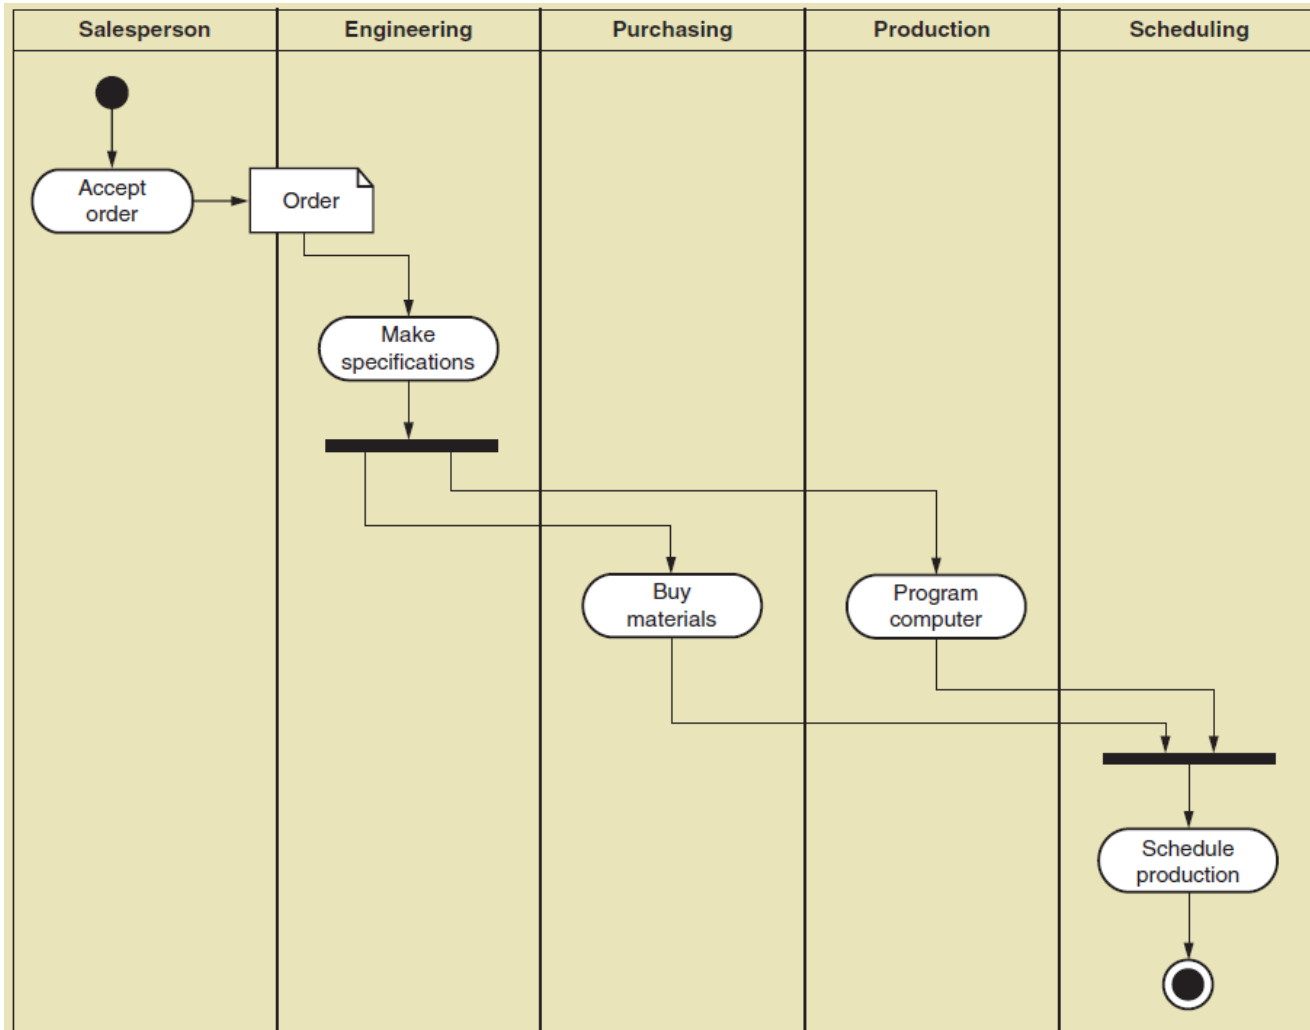 Salesperson
Engineering
Purchasing
Production
Scheduling
Accept
order
Order
Make
specifications
Buy
materials
Program
computer
Schedule
production